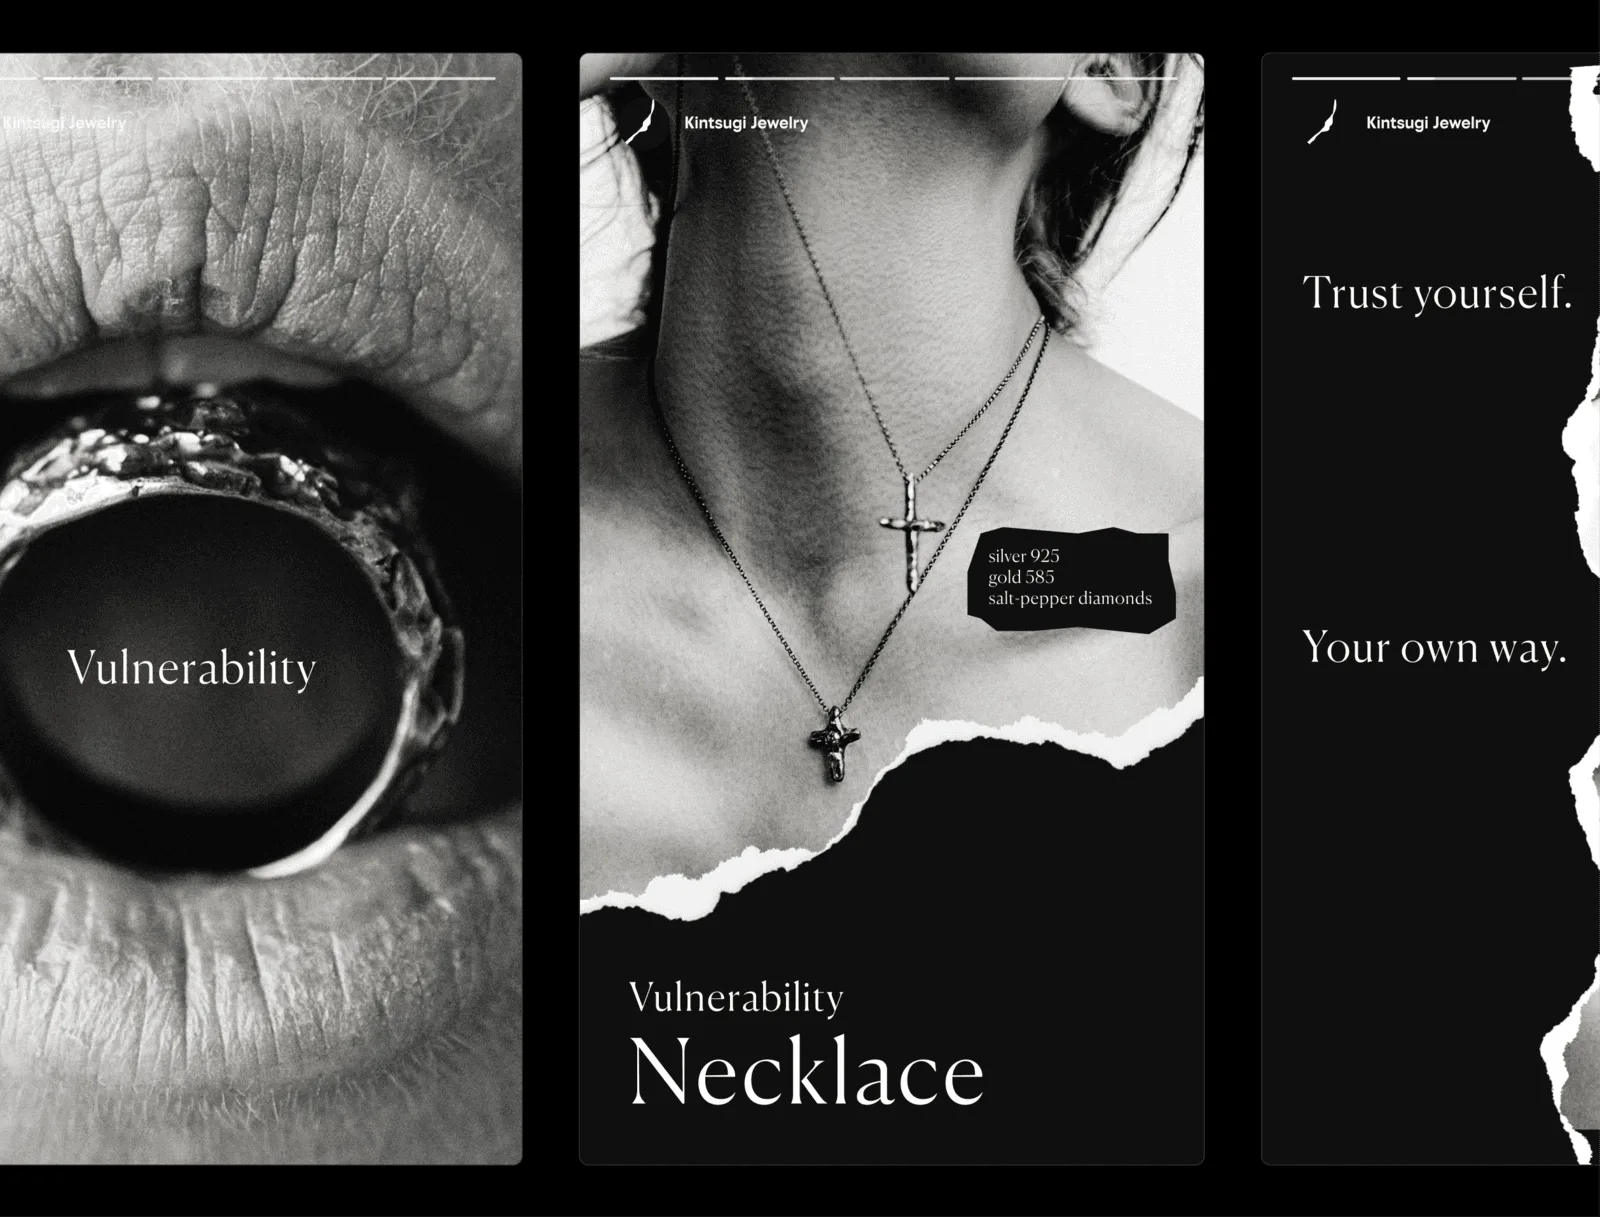 Kintsugi Jewelry
Vulnerability
Kintsugi Jewelry
silver 925
gold 585
salt-pepper diamonds
Vulnerability
Necklace
Kintsugi Jewelry
Trust yourself.
Your own way.